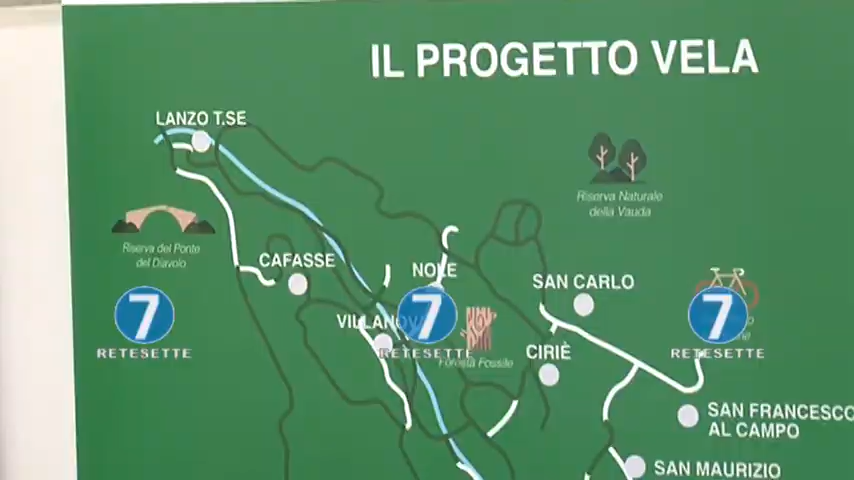 IL PROGETTO VELA
LANZO T.SE
Riserva Naturale
della Vauda
Riserva del Ponte
del Diavolo
CAFASSE
NOLE
SAN CARLO
7
RETESETTE
7
RETESETTE
7
RETESETTE
Foresta Fossile
CIRIÈ
SAN FRANCESCO
AL CAMPO
SAN MAURIZIO